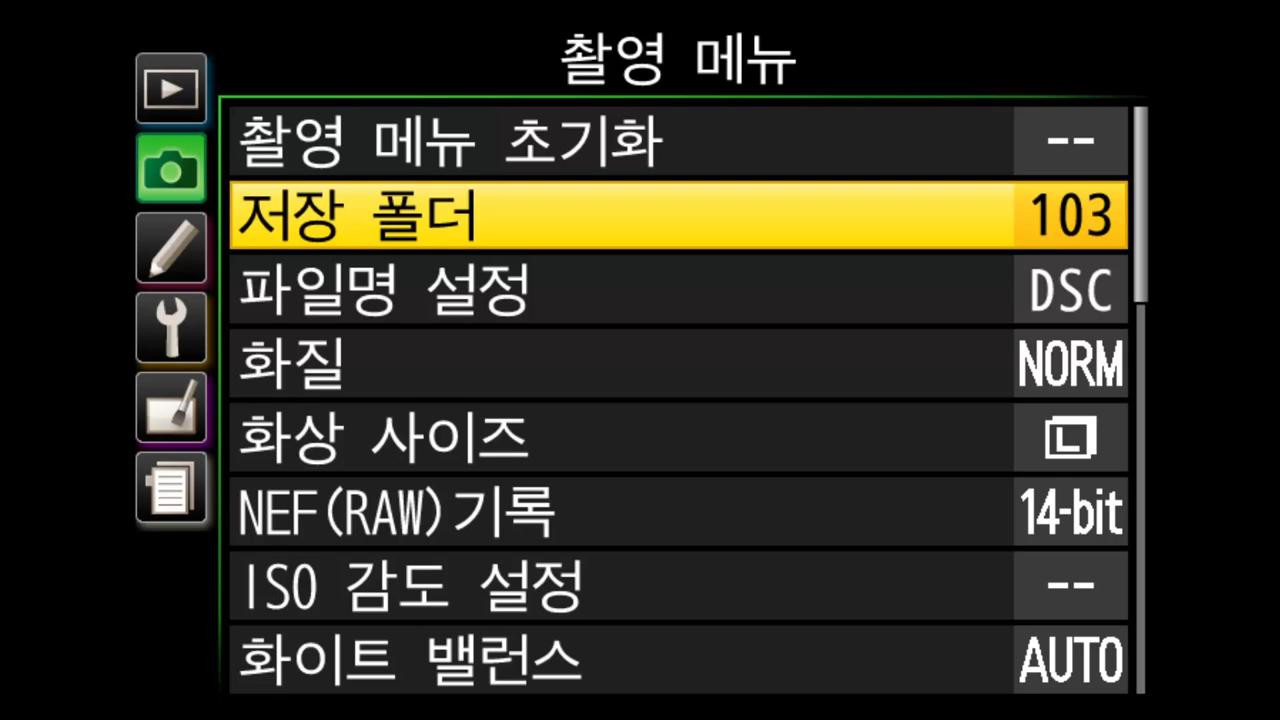 촬영 메뉴
촬영 메뉴 초기화 --
저장 폴더 103
파일명 설정 DSC
화질 NORM
화상 사이즈 L
NEF(RAW)기록 14-bit
ISO 감도 설정 --
화이트 밸런스 AUTO